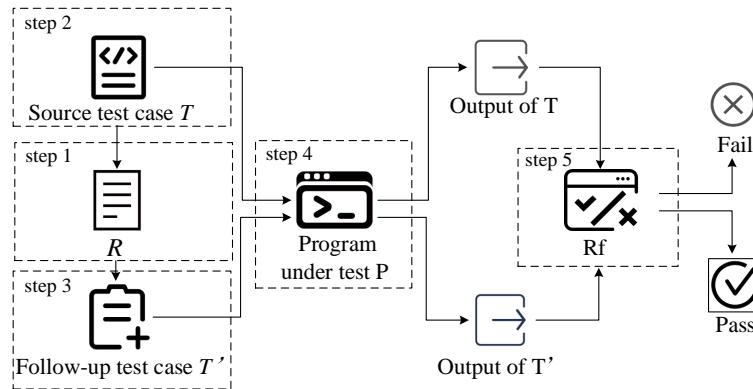 step 2
Source test case T
step 1
R
step 3
Follow-up test case T’
step 4
Program
under test P
Output of T
Output of T’
step 5
Rf
Fail
Pass